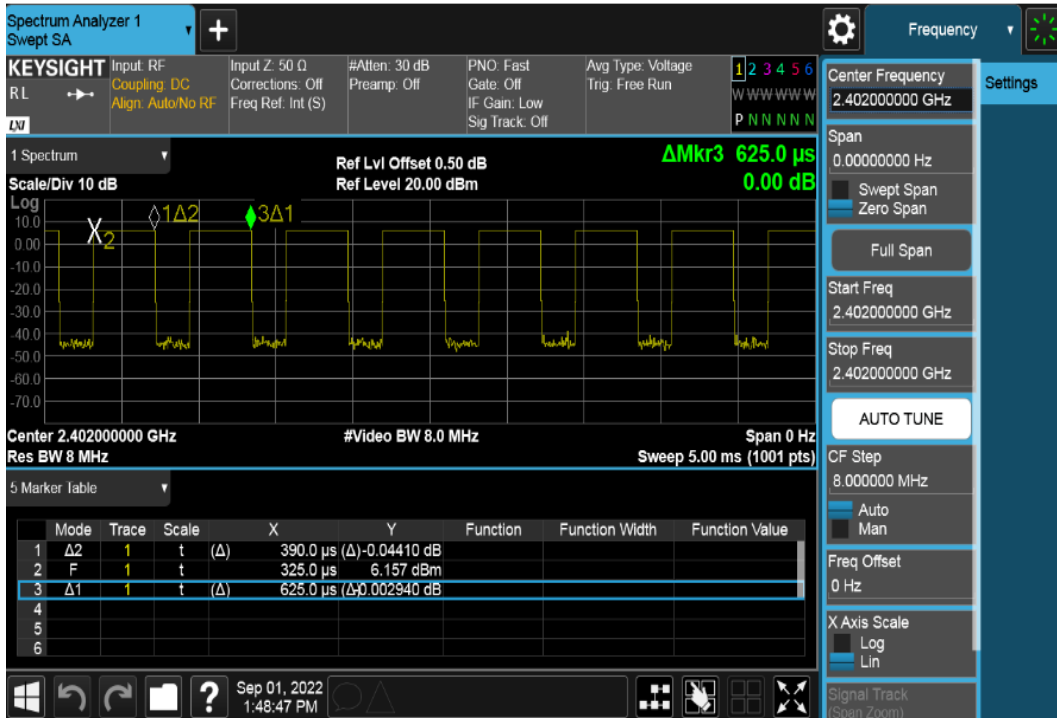 Spectrum Analyzer 1
Swept SA
Frequency
KEYSIGHT
RL
LXI
Input: RF
Coupling: DC
Align: Auto/No RF
Input Z: 50 Ω
Corrections: Off
Freq Ref: Int (S)
#Atten: 30 dB
Preamp: Off
PNO: Fast
Gate: Off
IF Gain: Low
Sig Track: Off
Avg Type: Voltage
Trig: Free Run
1 2 3 4 5 6
W W W W W W
P N N N N N
1 Spectrum
Scale/Div 10 dB
Ref Lvl Offset 0.50 dB
Ref Level 20.00 dBm
ΔMkr3 625.0 µs
0.00 dB
Log
10.0
0.00
-10.0
-20.0
-30.0
-40.0
-50.0
-60.0
-70.0
X2
1Δ2
3Δ1
Center 2.402000000 GHz
#Video BW 8.0 MHz
Span 0 Hz
Res BW 8 MHz
Sweep 5.00 ms (1001 pts)
5 Marker Table
Mode Trace Scale X Y Function Function Width Function Value
1 Δ2 1 t (Δ) 390.0 µs (Δ)-0.04410 dB
2 F 1 t 325.0 µs 6.157 dBm
3 Δ1 1 t (Δ) 625.0 µs (Δ)-0.002940 dB
4
5
6
?
Sep 01, 2022
1:48:47 PM
Settings
Center Frequency
2.402000000 GHz
Span
0.00000000 Hz
Swept Span
Zero Span
Full Span
Start Freq
2.402000000 GHz
Stop Freq
2.402000000 GHz
AUTO TUNE
CF Step
8.000000 MHz
Auto
Man
Freq Offset
0 Hz
X Axis Scale
Log
Lin
Signal Track
(Span Zoom)